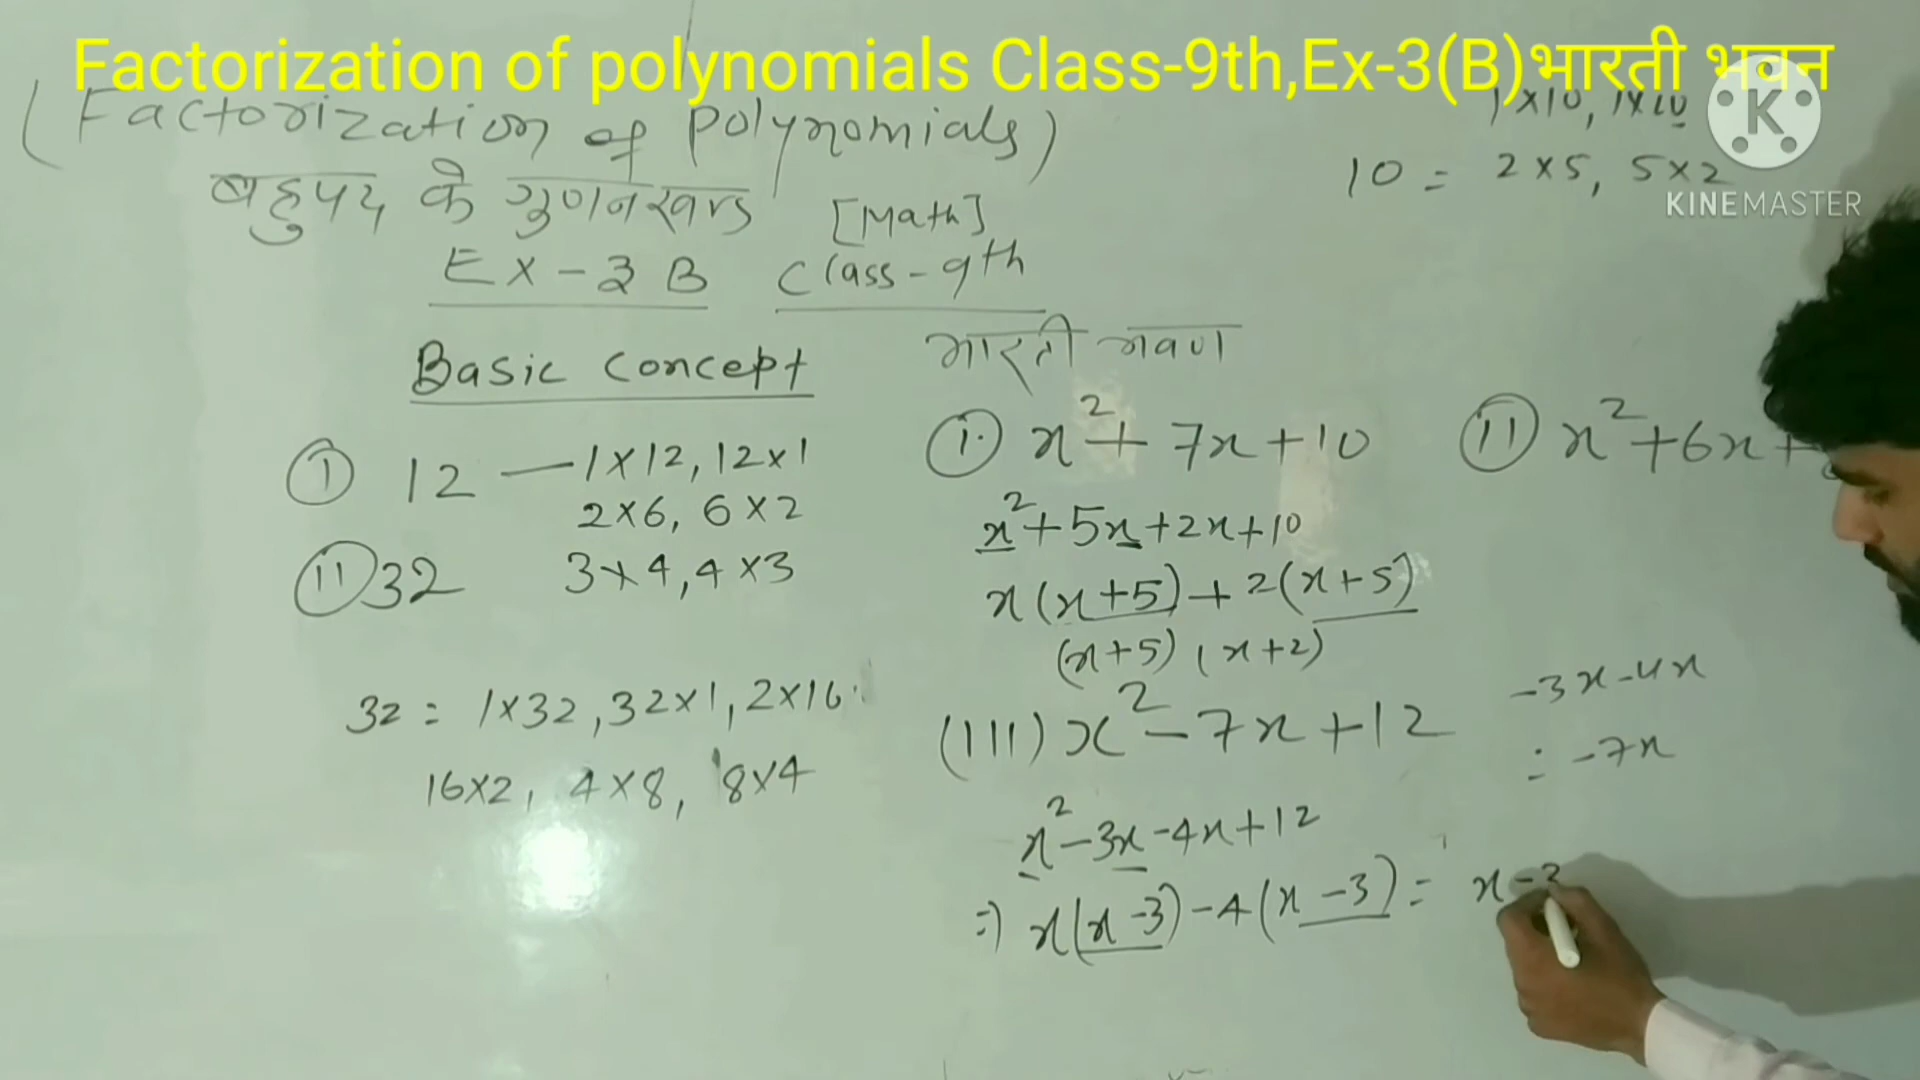 Factorization of polynomials Class-9th,Ex-3(B)भारती भवन
(Factorization of Polynomials)
बहुपद के गुणनखण्ड
[Math]
Ex-3 B Class-9th
भारती भवण
Basic Concept
(I) 12 — 1×12, 12×1
2×6, 6×2
3×4, 4×3
(II) 32
32 = 1×32, 32×1, 2×16
16×2, 4×8, 8×4
1×10,
10 = 2×5, 5×2
K
KINEMASTER
(I) x²+7x+10
x²+5x+2x+10
x(x+5)+2(x+5)
(x+5)(x+2)
(II) x²+6x+
(III) x²-7x+12
-3x-4x
= -7x
x²-3x-4x+12
⇒ x(x-3)-4(x-3) = x-3